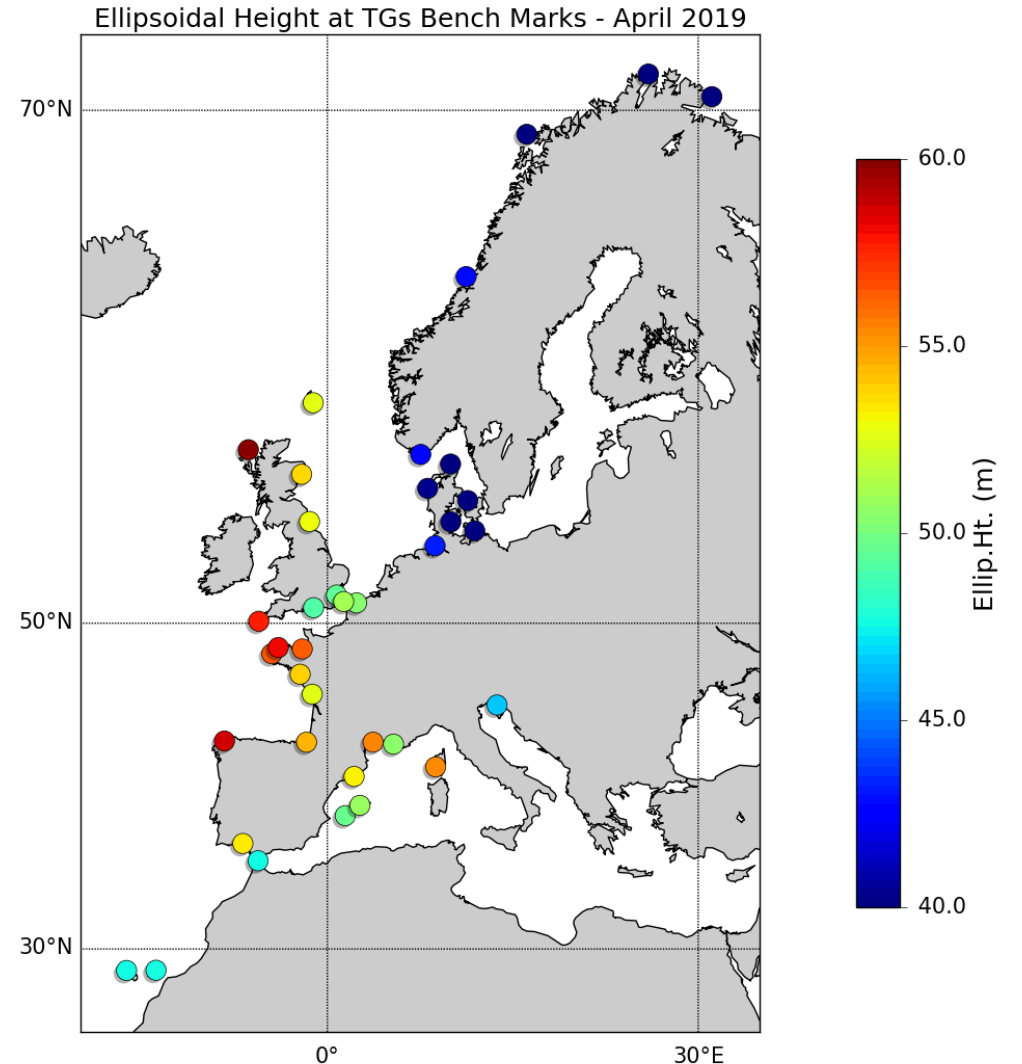 Ellipsoidal Height at TGs Bench Marks - April 2019
70°N
50°N
30°N
0°
30°E
60.0
55.0
50.0
45.0
40.0
Ellip.Ht. (m)